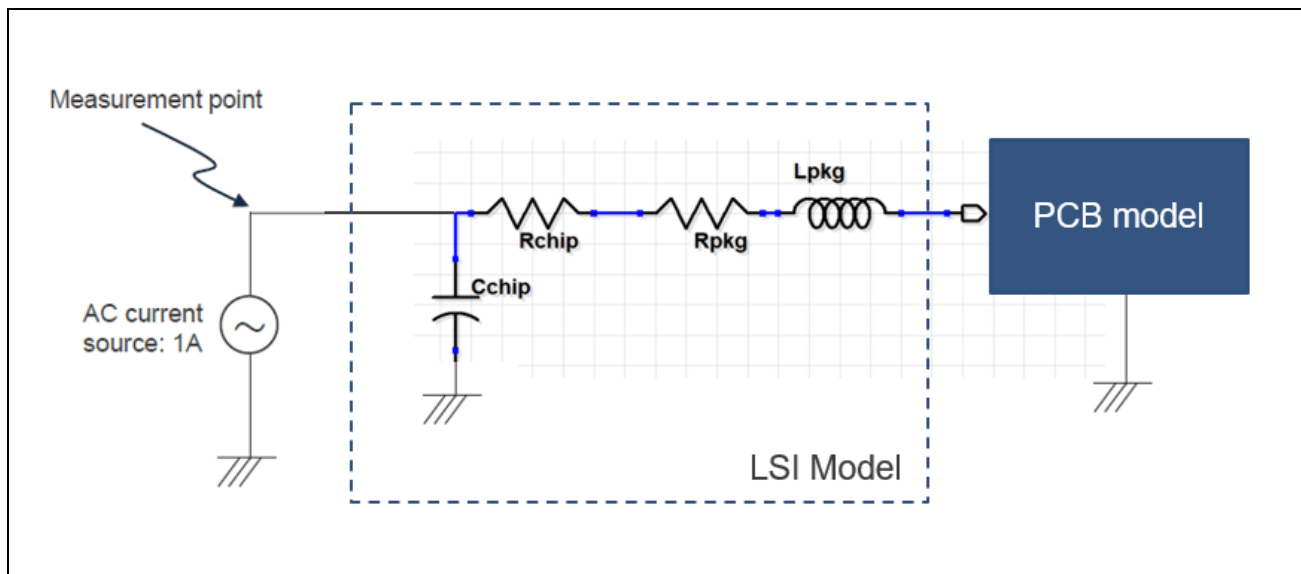 Measurement point
Lpkg
PCB model
Rchip
Rpkg
Cchip
AC current
source: 1A
LSI Model